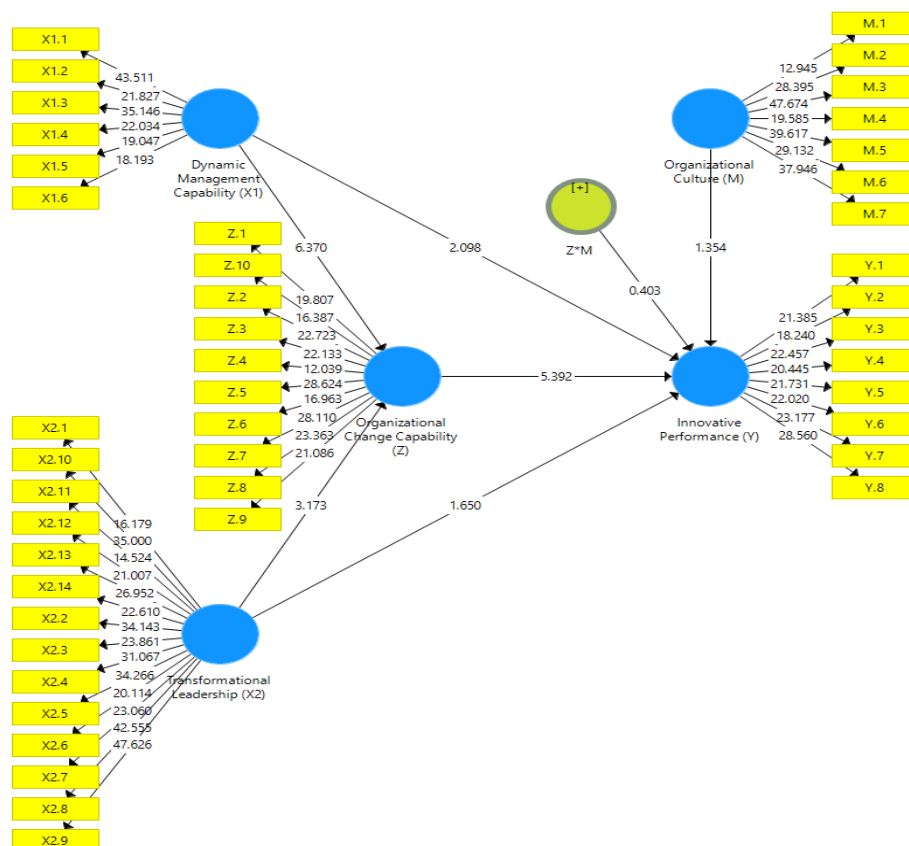 X1.1
X1.2
X1.3
X1.4
X1.5
X1.6
43.511
21.827
35.146
22.034
19.047
18.193
Dynamic
Management
Capability (X1)
M.1
M.2
M.3
M.4
M.5
M.6
M.7
12.945
28.395
47.674
19.585
39.617
29.132
37.946
Organizational
Culture (M)
[+]
Z*M
6.370
2.098
0.403
1.354
Z.1
Z.10
Z.2
Z.3
Z.4
Z.5
Z.6
Z.7
Z.8
Z.9
19.807
16.387
22.723
22.133
12.039
28.624
16.963
28.110
23.363
21.086
Organizational
Change Capability
(Z)
5.392
Y.1
Y.2
Y.3
Y.4
Y.5
Y.6
Y.7
Y.8
21.385
18.240
22.457
20.445
21.731
22.020
23.177
28.560
Innovative
Performance (Y)
3.173
1.650
X2.1
X2.10
X2.11
X2.12
X2.13
X2.14
X2.2
X2.3
X2.4
X2.5
X2.6
X2.7
X2.8
X2.9
16.179
35.000
14.524
21.007
26.952
22.610
34.143
23.861
31.067
34.266
20.114
23.060
42.555
47.626
Transformational
Leadership (X2)